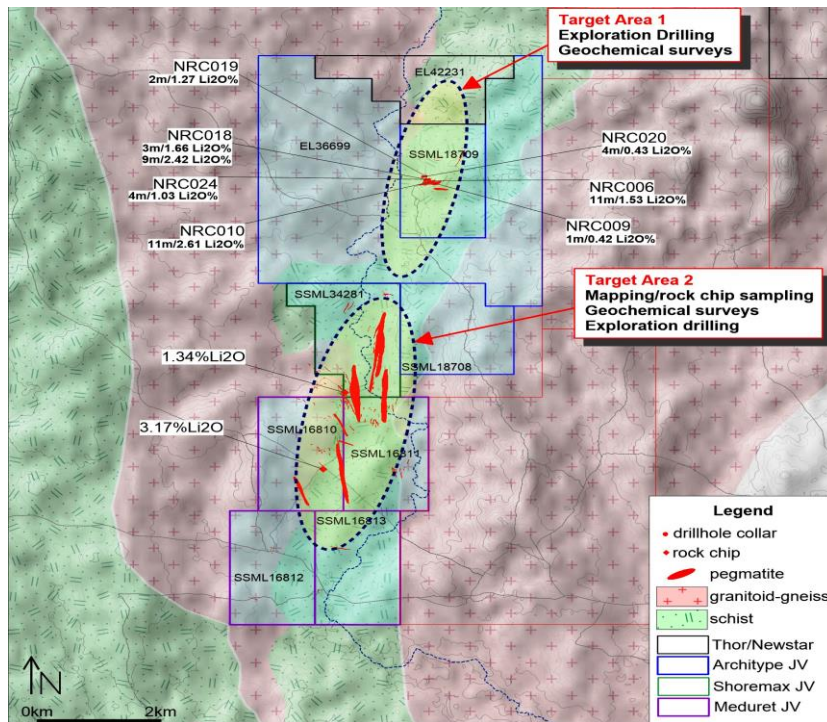 Target Area 1
Exploration Drilling
Geochemical surveys
NRC019
2m/1.27 Li2O%
EL42231
NRC018
3m/1.66 Li2O%
9m/2.42 Li2O%
EL36699
SSML18709
NRC020
4m/0.43 Li2O%
NRC024
4m/1.03 Li2O%
NRC006
11m/1.53 Li2O%
NRC010
11m/2.61 Li2O%
NRC009
1m/0.42 Li2O%
Target Area 2
Mapping/rock chip sampling
Geochemical surveys
Exploration drilling
SSML34281
1.34%Li2O
SSML18708
3.17%Li2O
SSML16810
SSML16811
SSML16813
SSML16812
Legend
drillhole collar
rock chip
pegmatite
granitoid-gneiss
schist
Thor/Newstar
Architype JV
Shoremax JV
Meduret JV
N
0km
2km